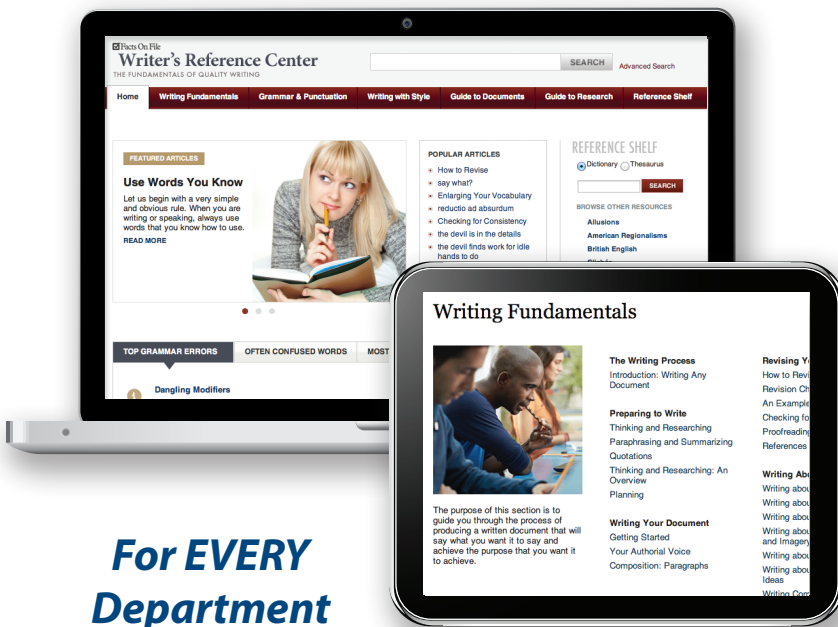 Facts On File
Writer's Reference Center
THE FUNDAMENTALS OF QUALITY WRITING
SEARCH
Advanced Search
Home
Writing Fundamentals
Grammar & Punctuation
Writing with Style
Guide to Documents
Guide to Research
Reference Shelf
FEATURED ARTICLES
Use Words You Know
Let us begin with a very simple
and obvious rule. When you are
writing or speaking, always use
words that you know how to use.
READ MORE
POPULAR ARTICLES
How to Revise
say what?
Enlarging Your Vocabulary
reductio ad absurdum
Checking for Consistency
the devil is in the details
the devil finds work for idle
hands to do
REFERENCE SHELF
Dictionary
Thesaurus
SEARCH
BROWSE OTHER RESOURCES
Allusions
American Regionalisms
British English
TOP GRAMMAR ERRORS
OFTEN CONFUSED WORDS
MOST
Dangling Modifiers
Writing Fundamentals
The purpose of this section is to
guide you through the process of
producing a written document that will
say what you want it to say and
achieve the purpose that you want it
to achieve.
The Writing Process
Introduction: Writing Any
Document
Preparing to Write
Thinking and Researching
Paraphrasing and Summarizing
Quotations
Thinking and Researching: An
Overview
Planning
Writing Your Document
Getting Started
Your Authorial Voice
Composition: Paragraphs
Revising
How to
Revision
An Example
Checking
Proofreading
References
Writing
Writing
Writing
Writing
Writing
and Imagery
Writing
Writing
Ideas
Writing
For EVERY
Department